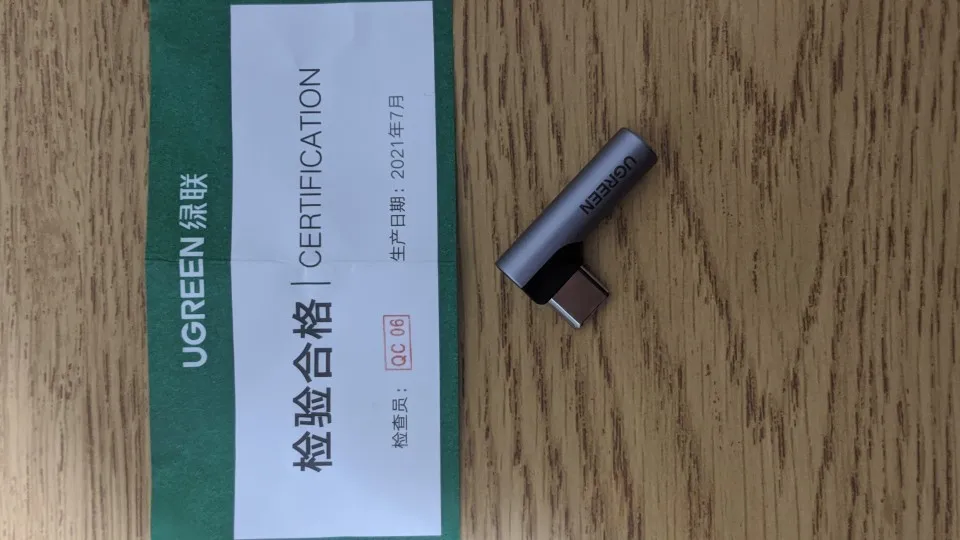 UGREEN 绿联
检验合格 | CERTIFICATION
检查员: QC 06
生产日期: 2021年7月
UGREEN